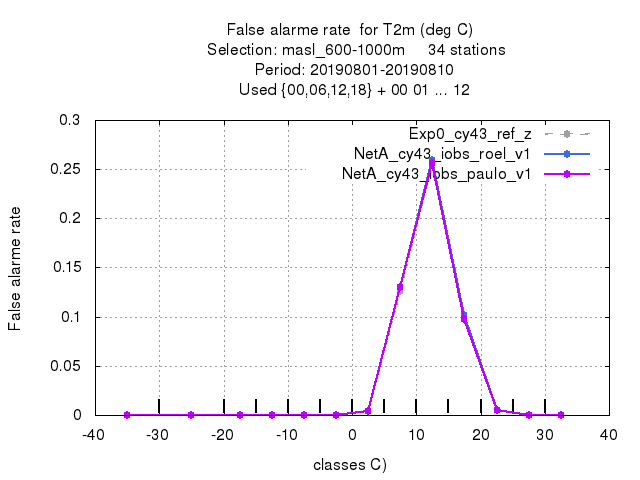 False alarme rate  for T2m (deg C)
Selection: masl_600-1000m     34 stations
Period: 20190801-20190810
Used {00,06,12,18} + 00 01 ... 12
Exp0_cy43_ref_z
NetA_cy43_iobs_roel_v1
NetA_cy43_iobs_paulo_v1
0.3
0.25
0.2
0.15
0.1
0.05
0
False alarme rate
-40 -30 -20 -10 0 10 20 30 40
classes C)